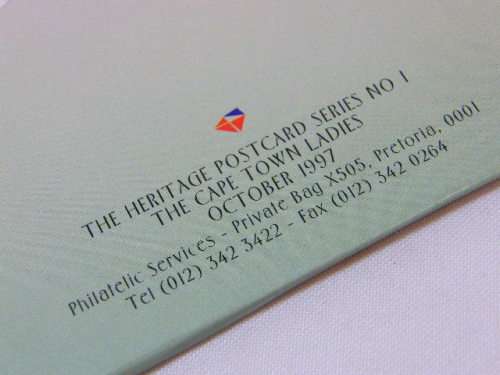 THE HERITAGE POSTCARD SERIES NO 1
THE CAPE TOWN LADIES
OCTOBER 1997
Philatelic Services - Private Bag X505, Pretoria, 0001
Tel (012) 342 3422 - Fax (012) 342 0264